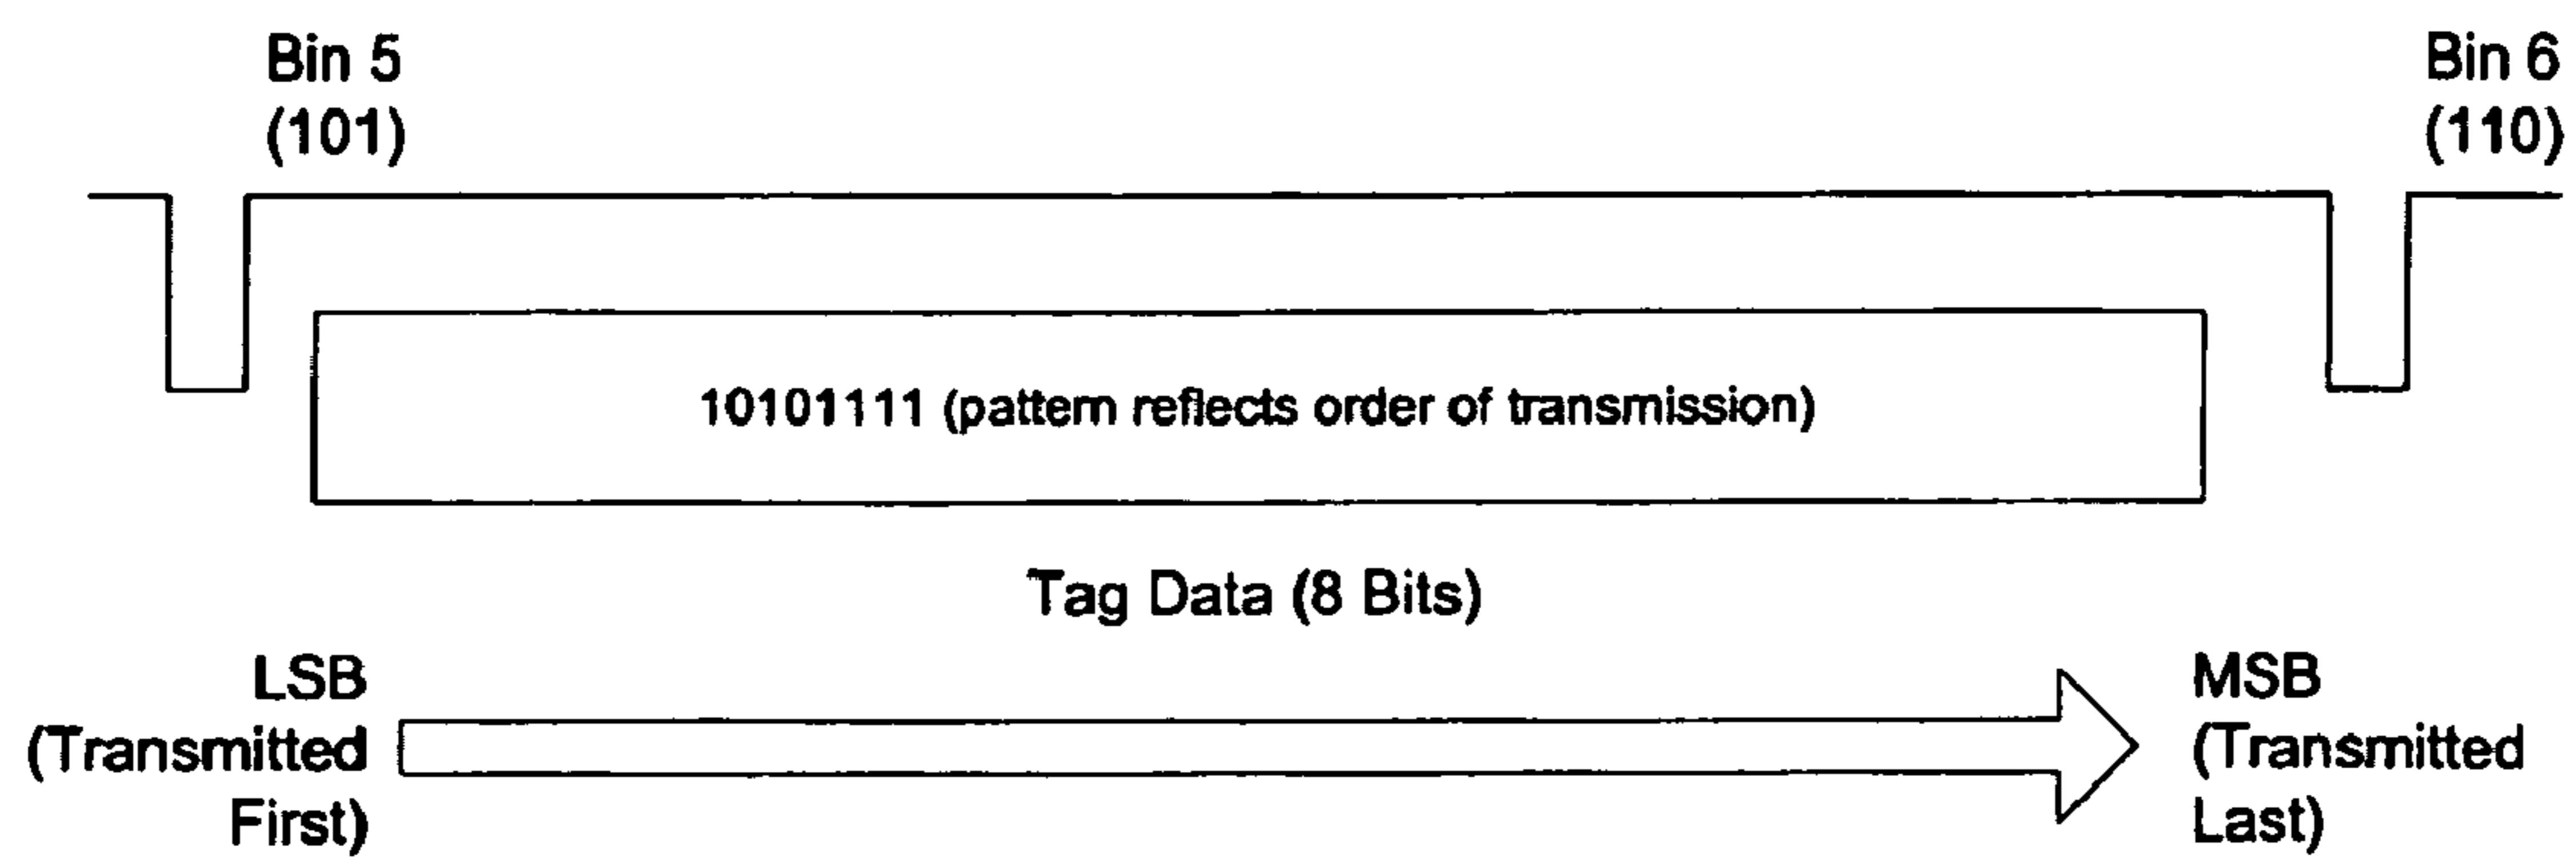 Bin 5
(101)
Bin 6
(110)
10101111 (pattern reflects order of transmission)
Tag Data (8 Bits)
LSB
(Transmitted
First)
MSB
(Transmitted
Last)